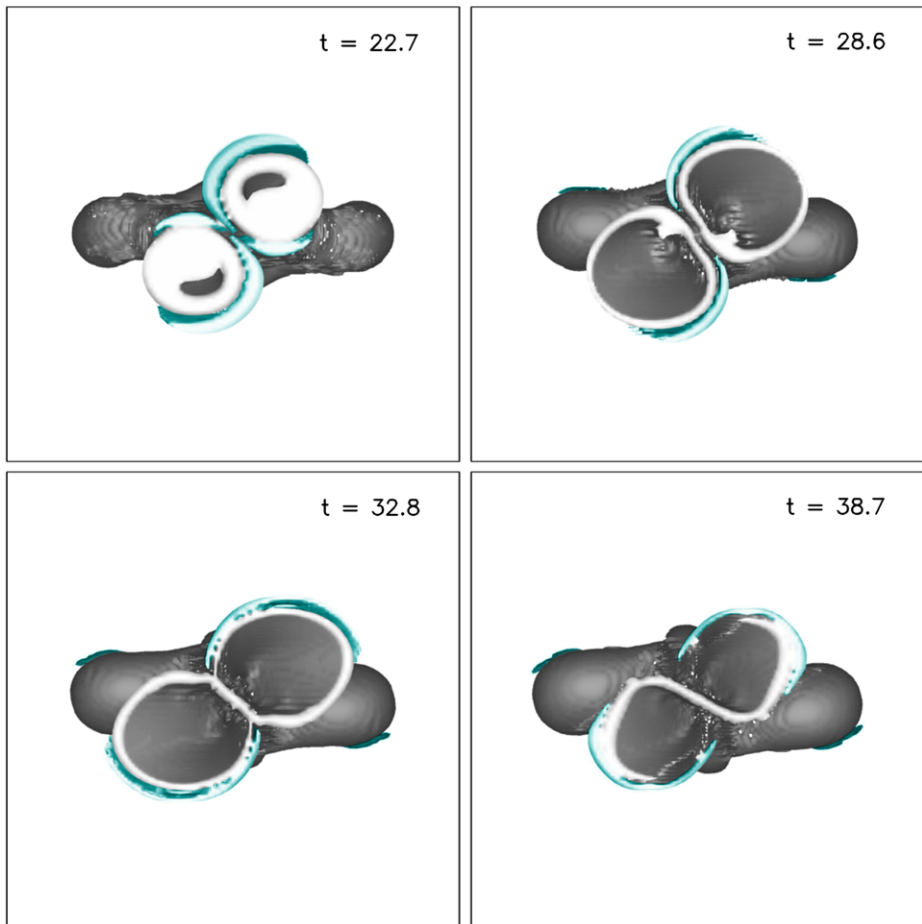 t = 22.7
t = 28.6
t = 32.8
t = 38.7